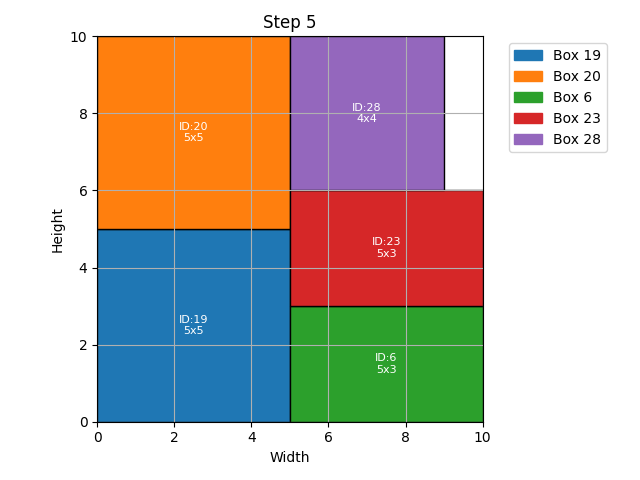 Step 5
Height
10
8
6
4
2
0
ID:20
5x5
ID:28
4x4
ID:19
5x5
ID:23
5x3
ID:6
5x3
0 2 4 6 8 10
Width
Box 19
Box 20
Box 6
Box 23
Box 28